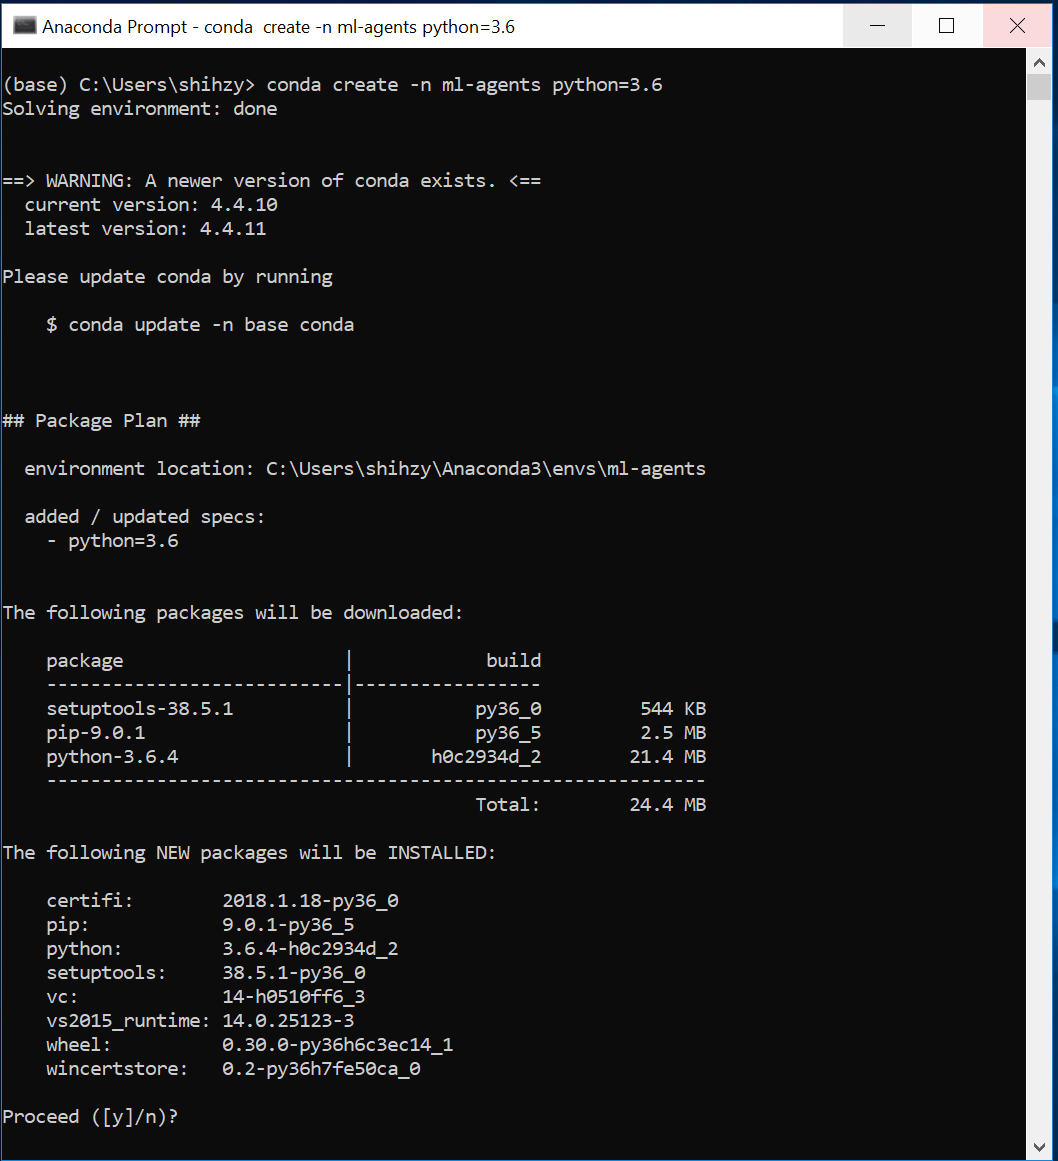 Anaconda Prompt - conda  create -n ml-agents python=3.6
(base) C:\Users\shihzy> conda create -n ml-agents python=3.6
Solving environment: done
==> WARNING: A newer version of conda exists. <==
  current version: 4.4.10
  latest version: 4.4.11
Please update conda by running
    $ conda update -n base conda
## Package Plan ##
  environment location: C:\Users\shihzy\Anaconda3\envs\ml-agents
  added / updated specs:
    - python=3.6
The following packages will be downloaded:
    package                    |            build
    ---------------------------|-----------------
    setuptools-38.5.1          |           py36_0         544 KB
    pip-9.0.1                  |           py36_5         2.5 MB
    python-3.6.4               |       h0c2934d_2        21.4 MB
    ------------------------------------------------------------
                                           Total:        24.4 MB
The following NEW packages will be INSTALLED:
    certifi:        2018.1.18-py36_0
    pip:            9.0.1-py36_5
    python:         3.6.4-h0c2934d_2
    setuptools:     38.5.1-py36_0
    vc:             14-h0510ff6_3
    vs2015_runtime: 14.0.25123-3
    wheel:          0.30.0-py36h6c3ec14_1
    wincertstore:   0.2-py36h7fe50ca_0
Proceed ([y]/n)?